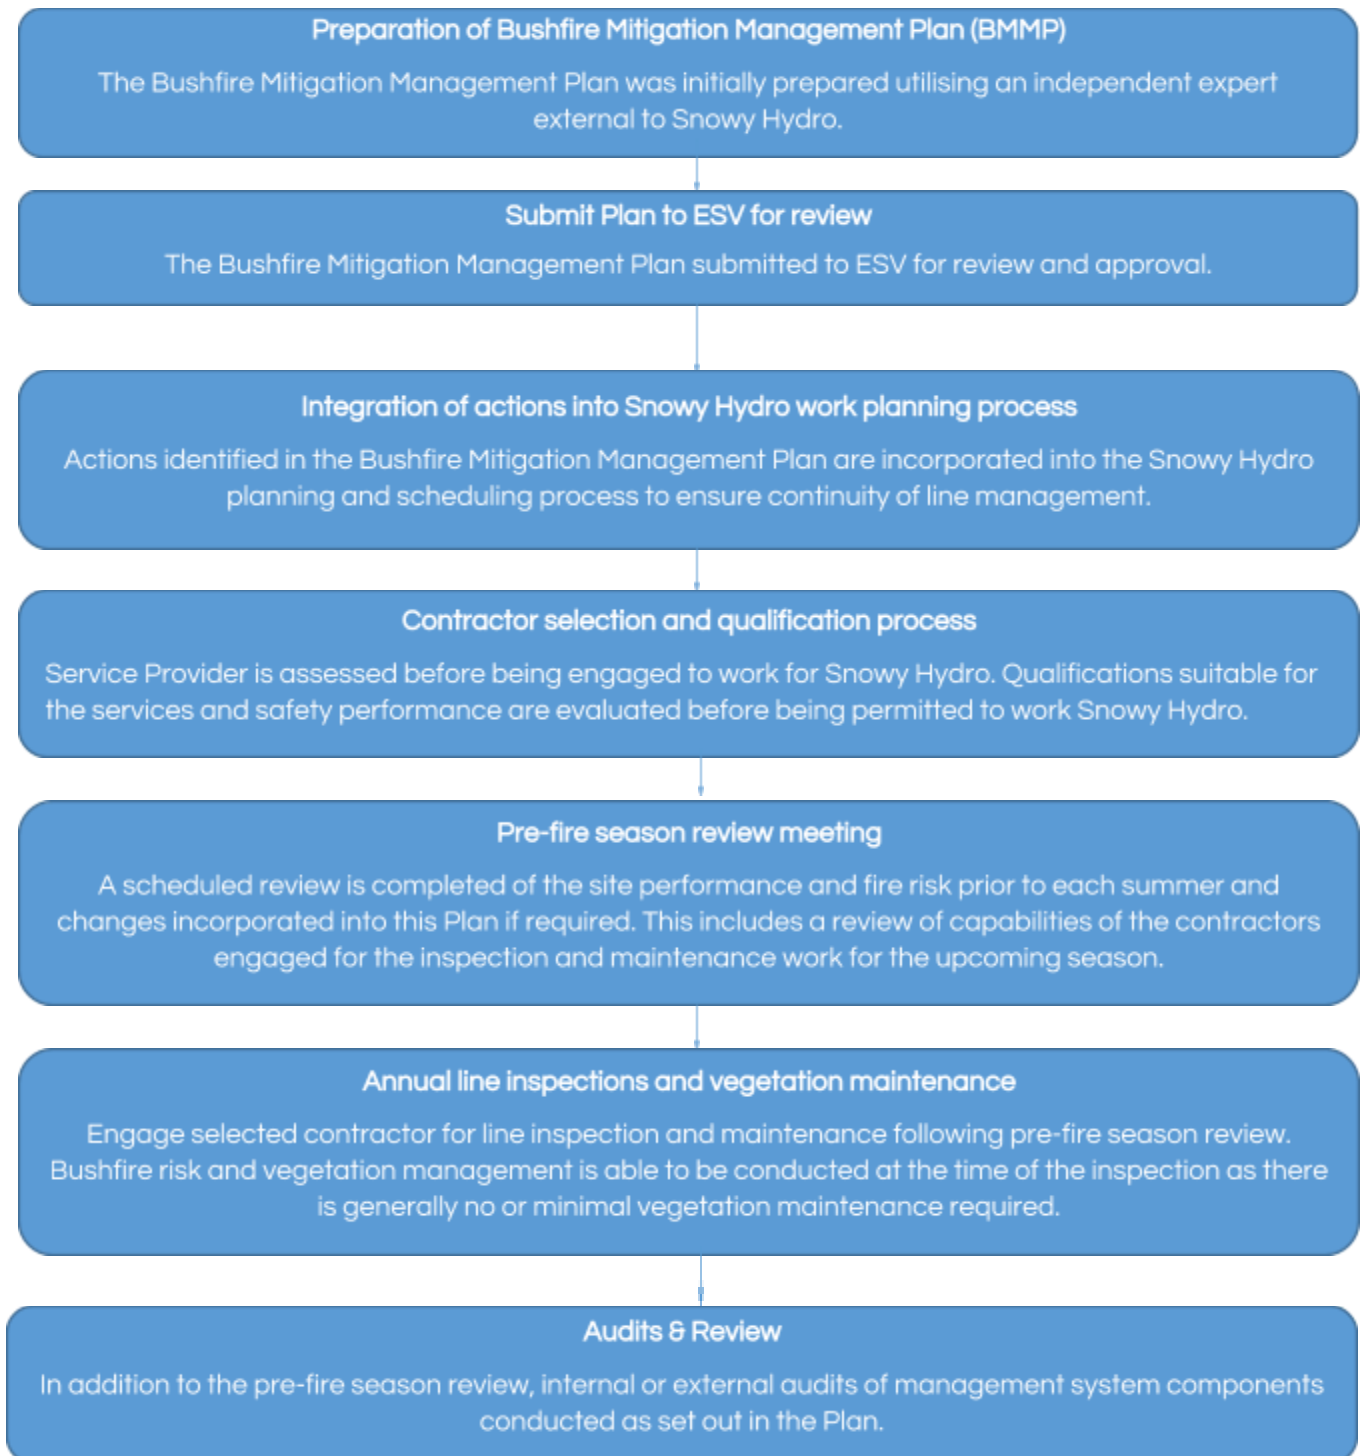 Preparation of Bushfire Mitigation Management Plan (BMMP)
The Bushfire Mitigation Management Plan was initially prepared utilising an independent expert
external to Snowy Hydro.
Submit Plan to ESV for review
The Bushfire Mitigation Management Plan submitted to ESV for review and approval.
Integration of actions into Snowy Hydro work planning process
Actions identified in the Bushfire Mitigation Management Plan are incorporated into the Snowy Hydro
planning and scheduling process to ensure continuity of line management.
Contractor selection and qualification process
Service Provider is assessed before being engaged to work for Snowy Hydro. Qualifications suitable for
the services and safety performance are evaluated before being permitted to work Snowy Hydro.
Pre-fire season review meeting
A scheduled review is completed of the site performance and fire risk prior to each summer and
changes incorporated into this Plan if required. This includes a review of capabilities of the contractors
engaged for the inspection and maintenance work for the upcoming season.
Annual line inspections and vegetation maintenance
Engage selected contractor for line inspection and maintenance following pre-fire season review.
Bushfire risk and vegetation management is able to be conducted at the time of the inspection as there
is generally no or minimal vegetation maintenance required.
Audits & Review
In addition to the pre-fire season review, internal or external audits of management system components
conducted as set out in the Plan.